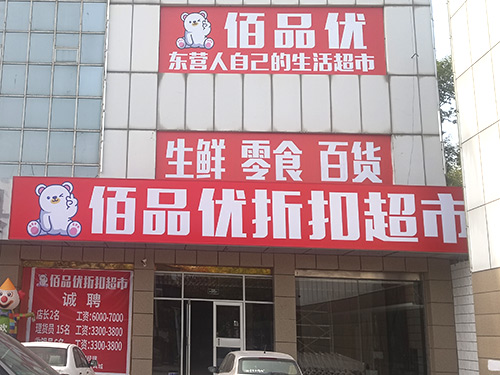 佰品优
东营人自己的生活超市
生鲜 零食 百货
佰品优折扣超市
佰品优折扣超市
诚聘
店长2名 工资:6000-7000
理货员 15名 工资:3300-3800
工资:3300-3800